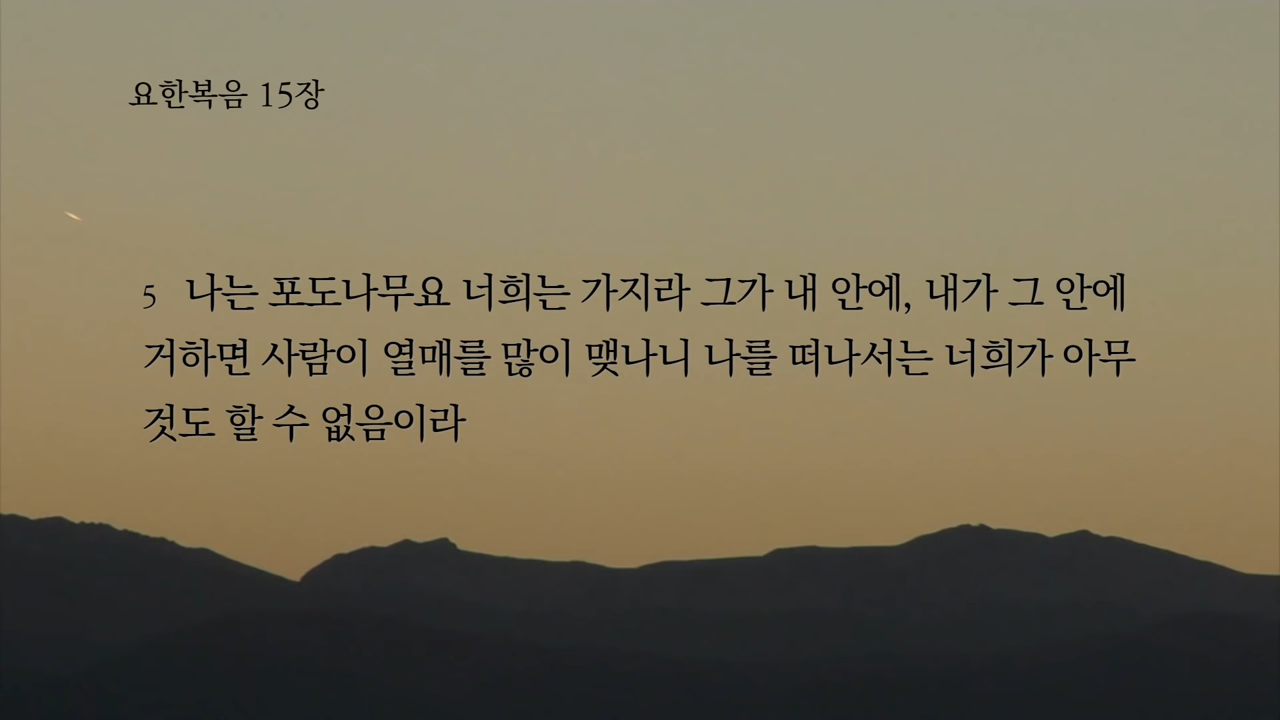 요한복음 15장
5 나는 포도나무요 너희는 가지라 그가 내 안에, 내가 그 안에
거하면 사람이 열매를 많이 맺나니 나를 떠나서는 너희가 아무
것도 할 수 없음이라